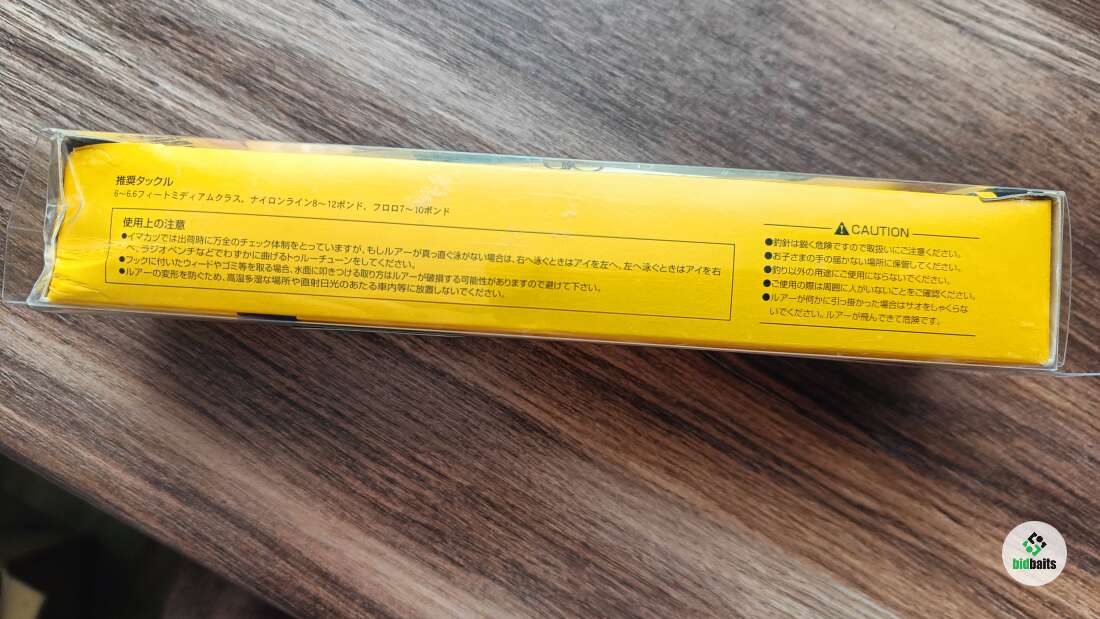 推奨タックル
6〜6.6フィートミディアムクラス。ナイロンライン8〜12ポンド、フロロ7〜10ポンド
使用上の注意
●イマカツでは出荷時に万全のチェック体制をとっていますが、もしルアーが真っ直ぐ泳がない場合は、右へ泳ぐときはアイを左へ、左へ泳ぐときはアイを右
へ、ラジオペンチなどでわずかに曲げるトゥルーチューンをしてください。
●フックに付いたウィードやゴミ等を取る場合、水面に叩きつける取り方はルアーが破損する可能性がありますので避けて下さい。
●ルアーの変形を防ぐため、高温多湿な場所や直射日光のあたる車内等に放置しないでください。
CAUTION
●釣針は鋭く危険ですので取扱いにご注意ください。
●お子さまの手の届かない場所に保管してください。
●釣り以外の用途にご使用にならないでください。
●ご使用の際は周囲に人がいないことをご確認ください。
●ルアーが何かに引っ掛かった場合はサオをしゃくらな
いでください。ルアーが飛んできて危険です。
bidbaits